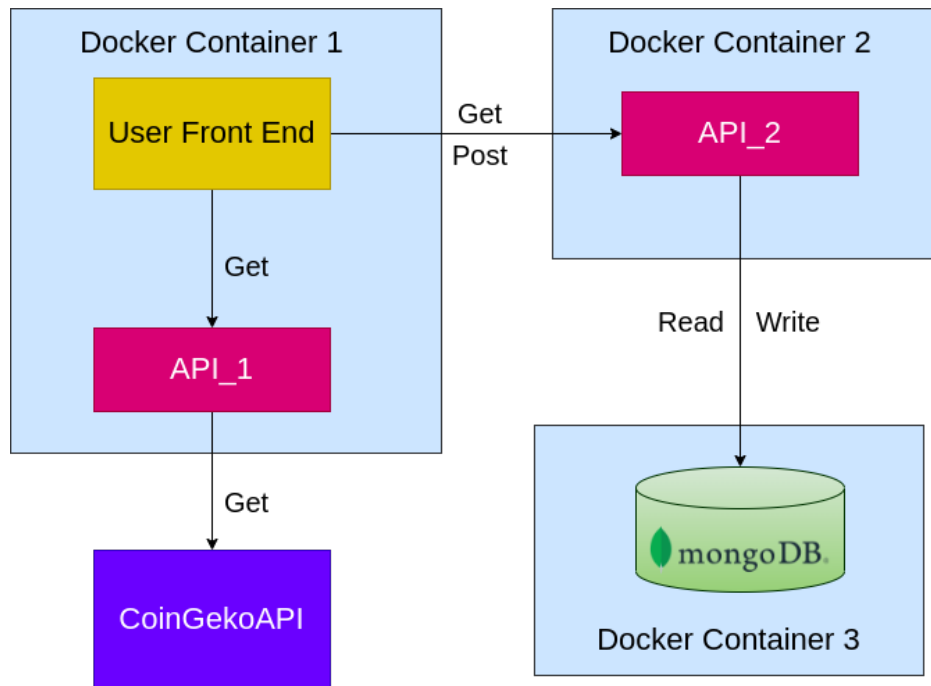 Docker Container 1
User Front End
Get
API_1
Get
CoinGekoAPI
Get
Post
Docker Container 2
API_2
Read
Write
mongoDB
Docker Container 3